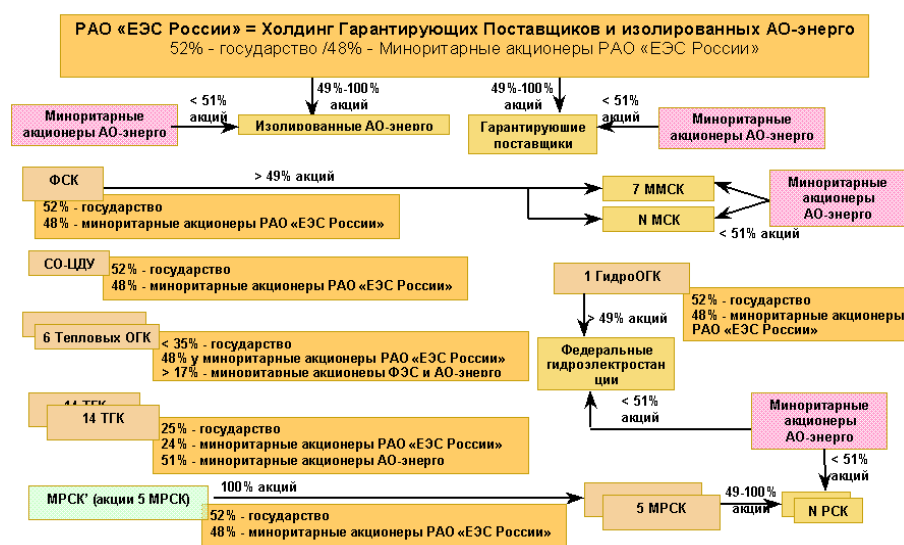 РАО «ЕЭС России» = Холдинг Гарантирующих Поставщиков и изолированных АО-энерго
52% - государство /48% - Миноритарные акционеры РАО «ЕЭС России»
49%-100%
акций
49%-100%
акций
< 51%
акций
< 51%
акций
Миноритарные
акционеры АО-энерго
Изолированные АО-энерго
Гарантируюшие
поставщики
Миноритарные
акционеры АО-энерго
ФСК
> 49% акций
52% - государство
48% - миноритарные акционеры РАО «ЕЭС России»
7 ММСК
N МСК
Миноритарные
акционеры
АО-энерго
< 51% акций
СО-ЦДУ
52% - государство
48% - миноритарные акционеры РАО «ЕЭС России»
1 ГидроОГК
52% - государство
48% - миноритарные акционеры
РАО «ЕЭС России»
> 49% акций
6 Тепловых ОГК
< 35% - государство
48% у миноритарные акционеры РАО «ЕЭС России»
> 17% - миноритарные акционеры ФЭС и АО-энерго
Федеральные
гидроэлектростан
ции
< 51%
акций
14 ТГК
14 ТГК
25% - государство
24% - миноритарные акционеры РАО «ЕЭС России»
51% - миноритарные акционеры АО-энерго
Миноритарные
акционеры
АО-энерго
< 51%
акций
МРСК' (акции 5 МРСК)
100% акций
52% - государство
48% - миноритарные акционеры РАО «ЕЭС России»
5 МРСК
49-100%
акций
N РСК